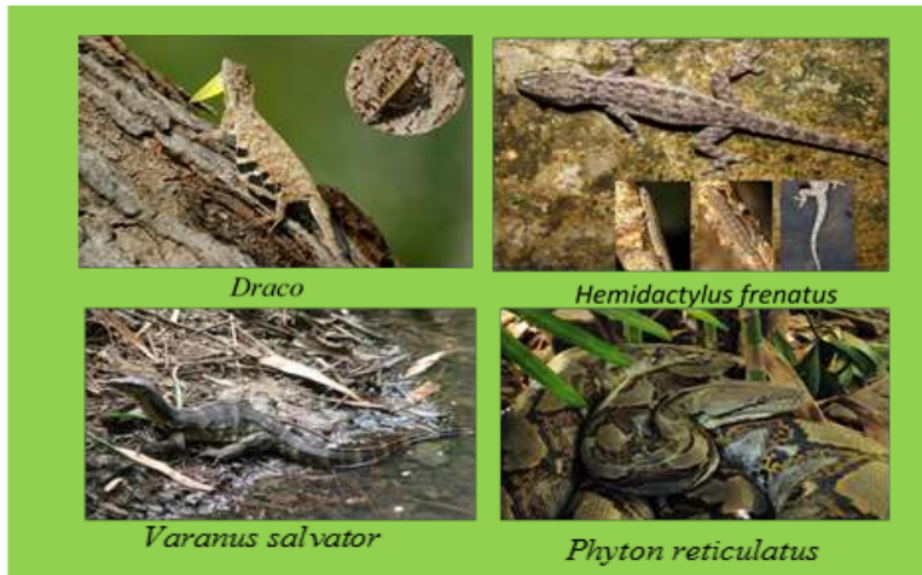 Draco
Hemidactylus frenatus
Varanus salvator
Phyton reticulatus